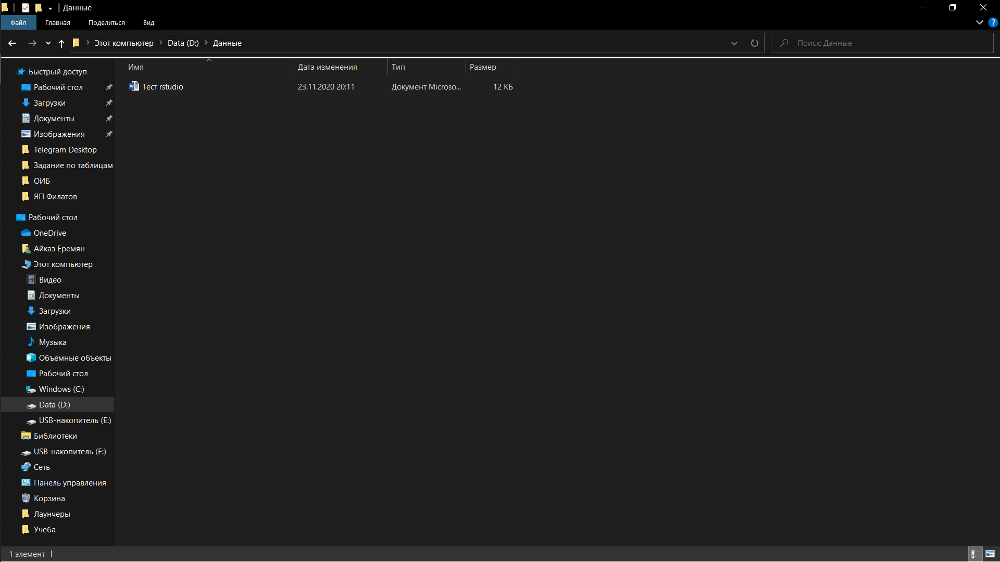 Данные
Файл Главная Поделиться Вид
Этот компьютер Data (D:) Данные Поиск: Данные
Имя Дата изменения Тип Размер
Тест rstudio 23.11.2020 20:11 Документ Microso... 12 КБ
Быстрый доступ
Рабочий стол
Загрузки
Документы
Изображения
Telegram Desktop
Задание по таблицам
ОИБ
ЯП Филатов
Рабочий стол
OneDrive
Айказ Еремян
Этот компьютер
Видео
Документы
Загрузки
Изображения
Музыка
Объемные объекты
Рабочий стол
Windows (C:)
Data (D:)
USB-накопитель (E:)
Библиотеки
USB-накопитель (E:)
Сеть
Панель управления
Корзина
Лаунчеры
Учеба
1 элемент